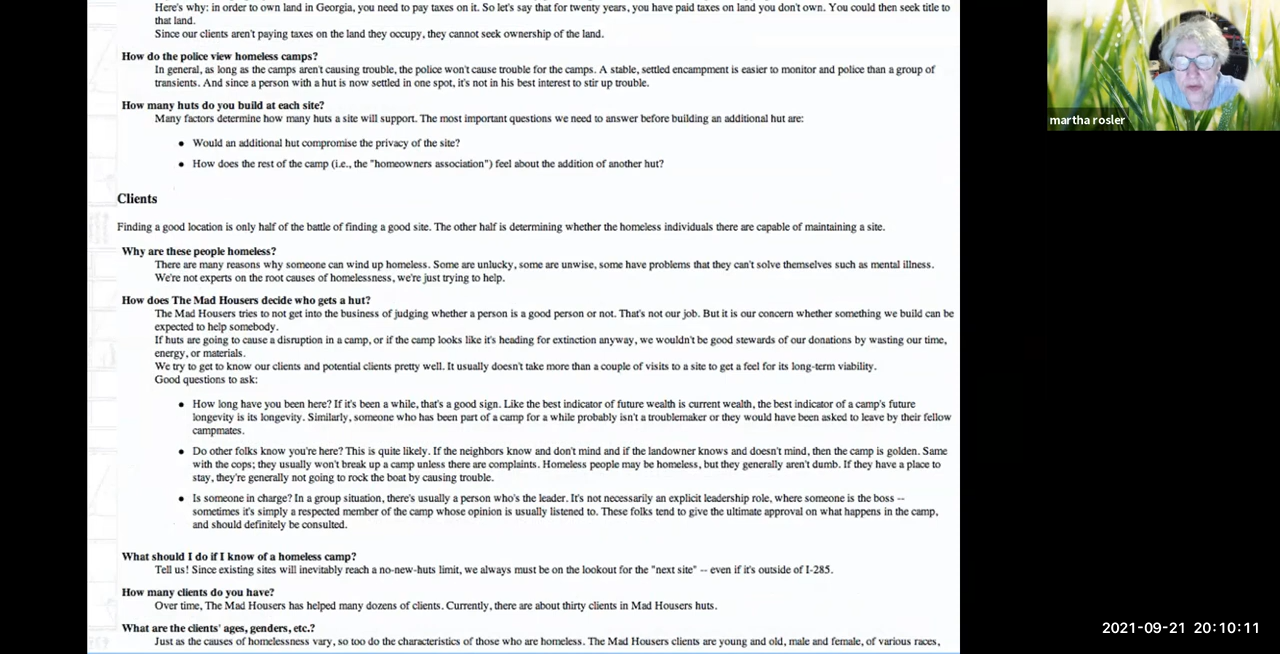 Here's why: in order to own land in Georgia, you need to pay taxes on it. So let's say that for twenty years, you have paid taxes on land you don't own. You could then seek title to
that land.
Since our clients aren't paying taxes on the land they occupy, they cannot seek ownership of the land.
How do the police view homeless camps?
In general, as long as the camps aren't causing trouble, the police won't cause trouble for the camps. A stable, settled encampment is easier to monitor and police than a group of
transients. And since a person with a hut is now settled in one spot, it's not in his best interest to stir up trouble.
How many huts do you build at each site?
Many factors determine how many huts a site will support. The most important questions we need to answer before building an additional hut are:
• Would an additional hut compromise the privacy of the site?
• How does the rest of the camp (i.e., the "homeowners association") feel about the addition of another hut?
Clients
Finding a good location is only half of the battle of finding a good site. The other half is determining whether the homeless individuals there are capable of maintaining a site.
Why are these people homeless?
There are many reasons why someone can wind up homeless. Some are unlucky, some are unwise, some have problems that they can't solve themselves such as mental illness.
We're not experts on the root causes of homelessness, we're just trying to help.
How does The Mad Housers decide who gets a hut?
The Mad Housers tries to not get into the business of judging whether a person is a good person or not. That's not our job. But it is our concern whether something we build can be
expected to help somebody.
If huts are going to cause a disruption in a camp, or if the camp looks like it's heading for extinction anyway, we wouldn't be good stewards of our donations by wasting our time,
energy, or materials.
We try to get to know our clients and potential clients pretty well. It usually doesn't take more than a couple of visits to a site to get a feel for its long-term viability.
Good questions to ask:
• How long have you been here? If it's been a while, that's a good sign. Like the best indicator of future wealth is current wealth, the best indicator of a camp's future
longevity is its longevity. Similarly, someone who has been part of a camp for a while probably isn't a troublemaker or they would have been asked to leave by their fellow
campmates.
• Do other folks know you're here? This is quite likely. If the neighbors know and don't mind and if the landowner knows and doesn't mind, then the camp is golden. Same
with the cops; they usually won't break up a camp unless there are complaints. Homeless people may be homeless, but they generally aren't dumb. If they have a place to
stay, they're generally not going to rock the boat by causing trouble.
• Is someone in charge? In a group situation, there's usually a person who's the leader. It's not necessarily an explicit leadership role, where someone is the boss --
sometimes it's simply a respected member of the camp whose opinion is usually listened to. These folks tend to give the ultimate approval on what happens in the camp,
and should definitely be consulted.
What should I do if I know of a homeless camp?
Tell us! Since existing sites will inevitably reach a no-new-huts limit, we always must be on the lookout for the "next site" -- even if it's outside of I-285.
How many clients do you have?
Over time, The Mad Housers has helped many dozens of clients. Currently, there are about thirty clients in Mad Housers huts.
What are the clients' ages, genders, etc.?
Just as the causes of homelessness vary, so too do the characteristics of those who are homeless. The Mad Housers clients are young and old, male and female, of various races,
martha rosler
2021-09-21 20:10:11